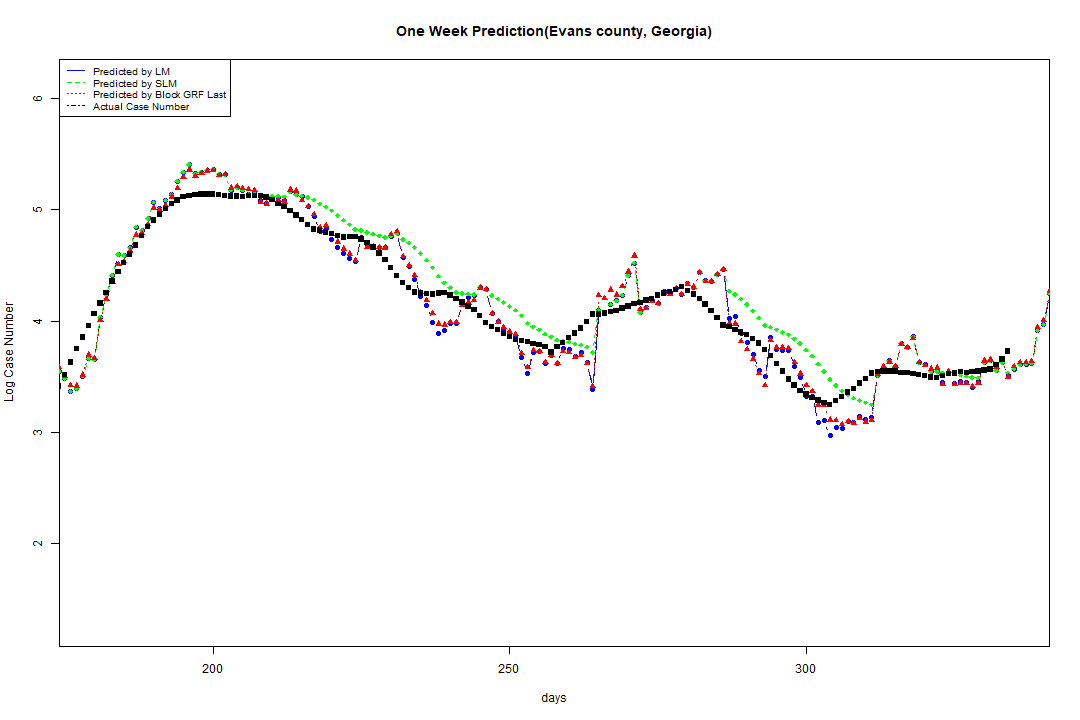 One Week Prediction(Evans county, Georgia)
Predicted by LM
Predicted by SLM
Predicted by Block GRF Last
Actual Case Number
6
5
4
3
2
Log Case Number
200 250 300
days